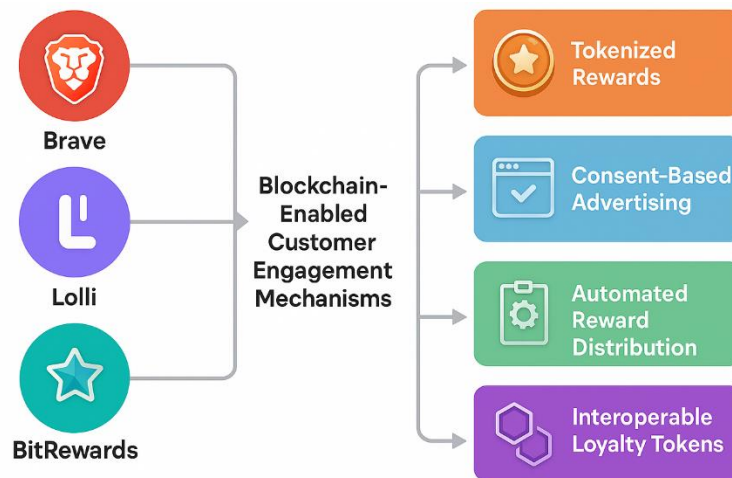 Brave
Lolli
BitRewards
Blockchain-
Enabled
Customer
Engagement
Mechanisms
Tokenized
Rewards
Consent-Based
Advertising
Automated
Reward
Distribution
Interoperable
Loyalty Tokens